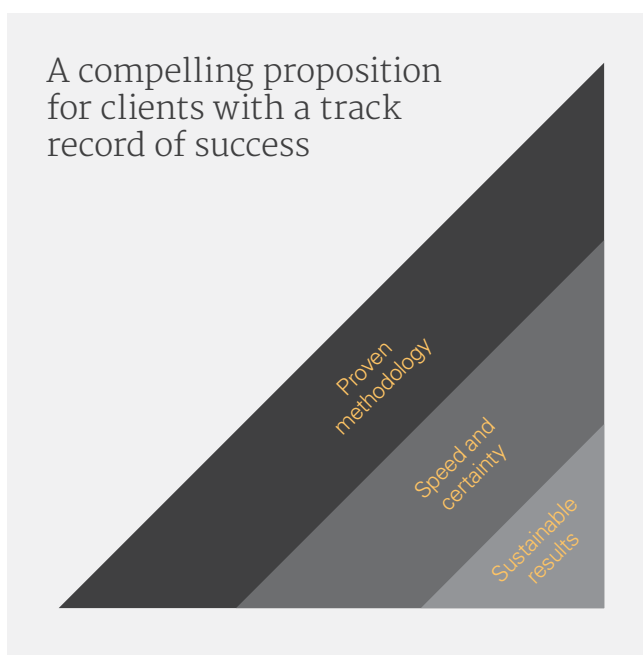 A compelling proposition
for clients with a track
record of success
Proven
methodology
Speed and
certainty
Sustainable
results